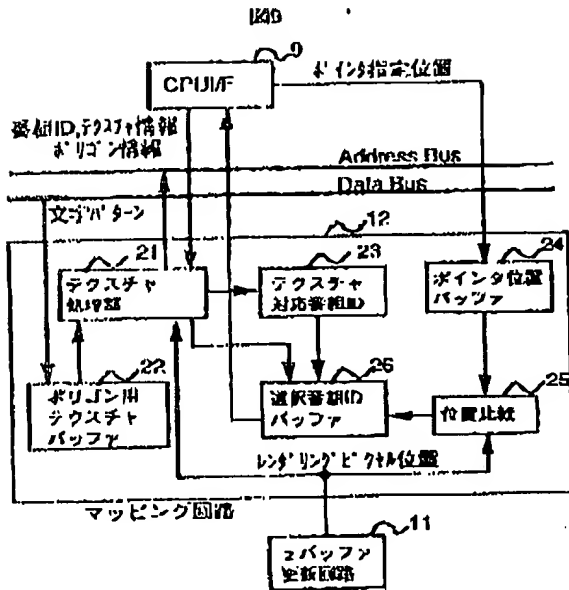 図9
9
CPUI/F
ポインタ指定位置
番組ID,テクスチャ情報
ポリゴン情報
Address Bus
Data Bus
文字パターン
12
21
テクスチャ
処理部
23
テクスチャ
対応番組ID
24
ポインタ位置
バッファ
22
ポリゴン用
テクスチャ
バッファ
26
選択番組ID
バッファ
25
位置比較
レンダリングピクセル位置
マッピング回路
11
zバッファ
更新回路